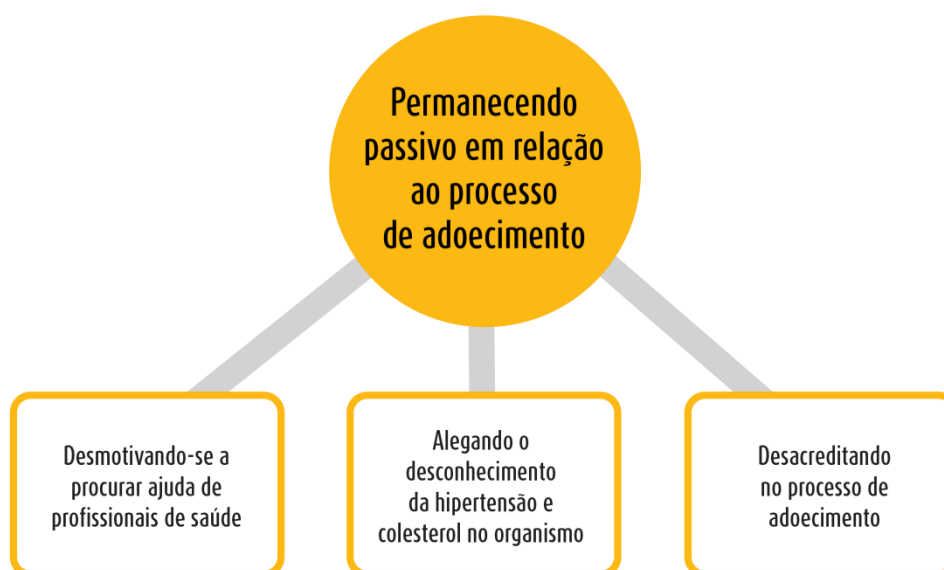 Permanecendo
passivo em relação
ao processo
de adoecimento
Desmotivando-se a
procurar ajuda de
profissionais de saúde
Alegando o
desconhecimento
da hipertensão e
colesterol no organismo
Desacreditando
no processo de
adoecimento